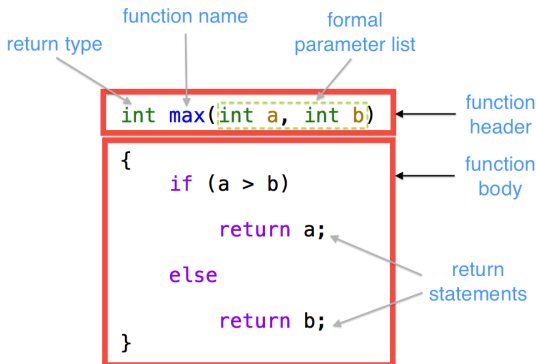 function name
formal
parameter list
return type
int max(int a, int b)
function
header
function
body
{
if (a > b)
return a;
else
return b;
}
return
statements